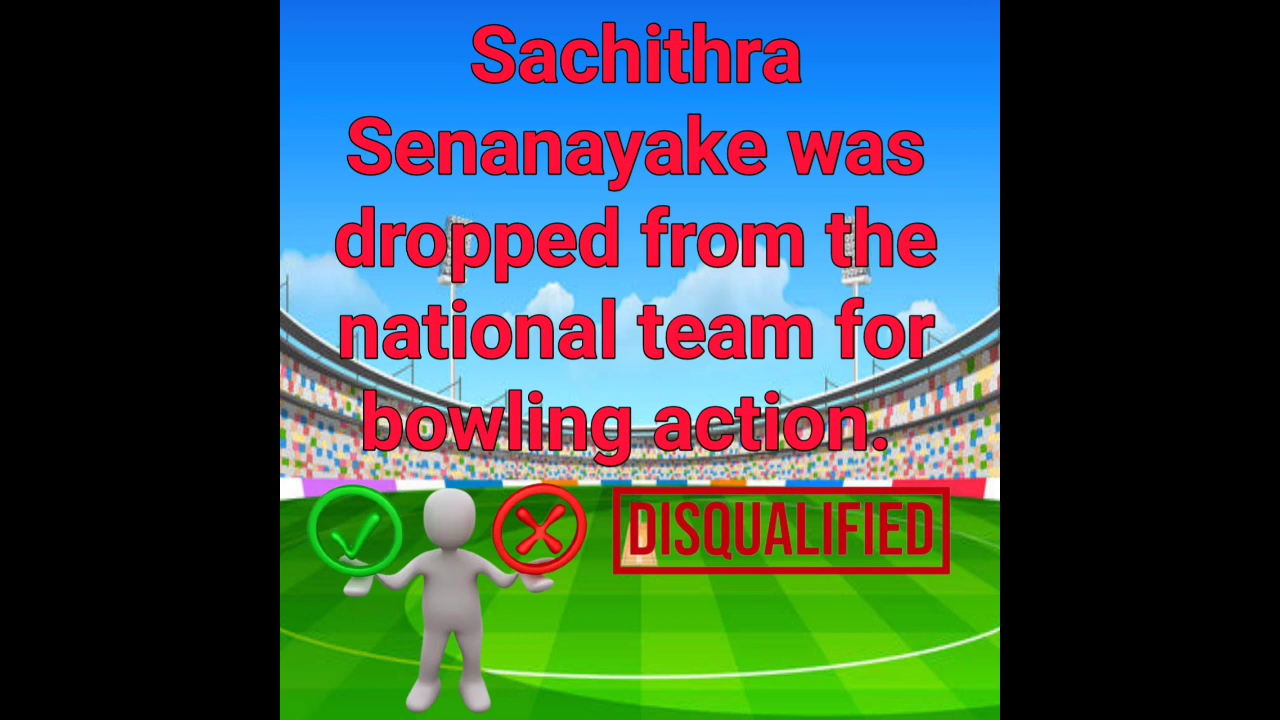 Sachithra
Senanayake was
dropped from the
national team for
bowling action.
DISQUALIFIED